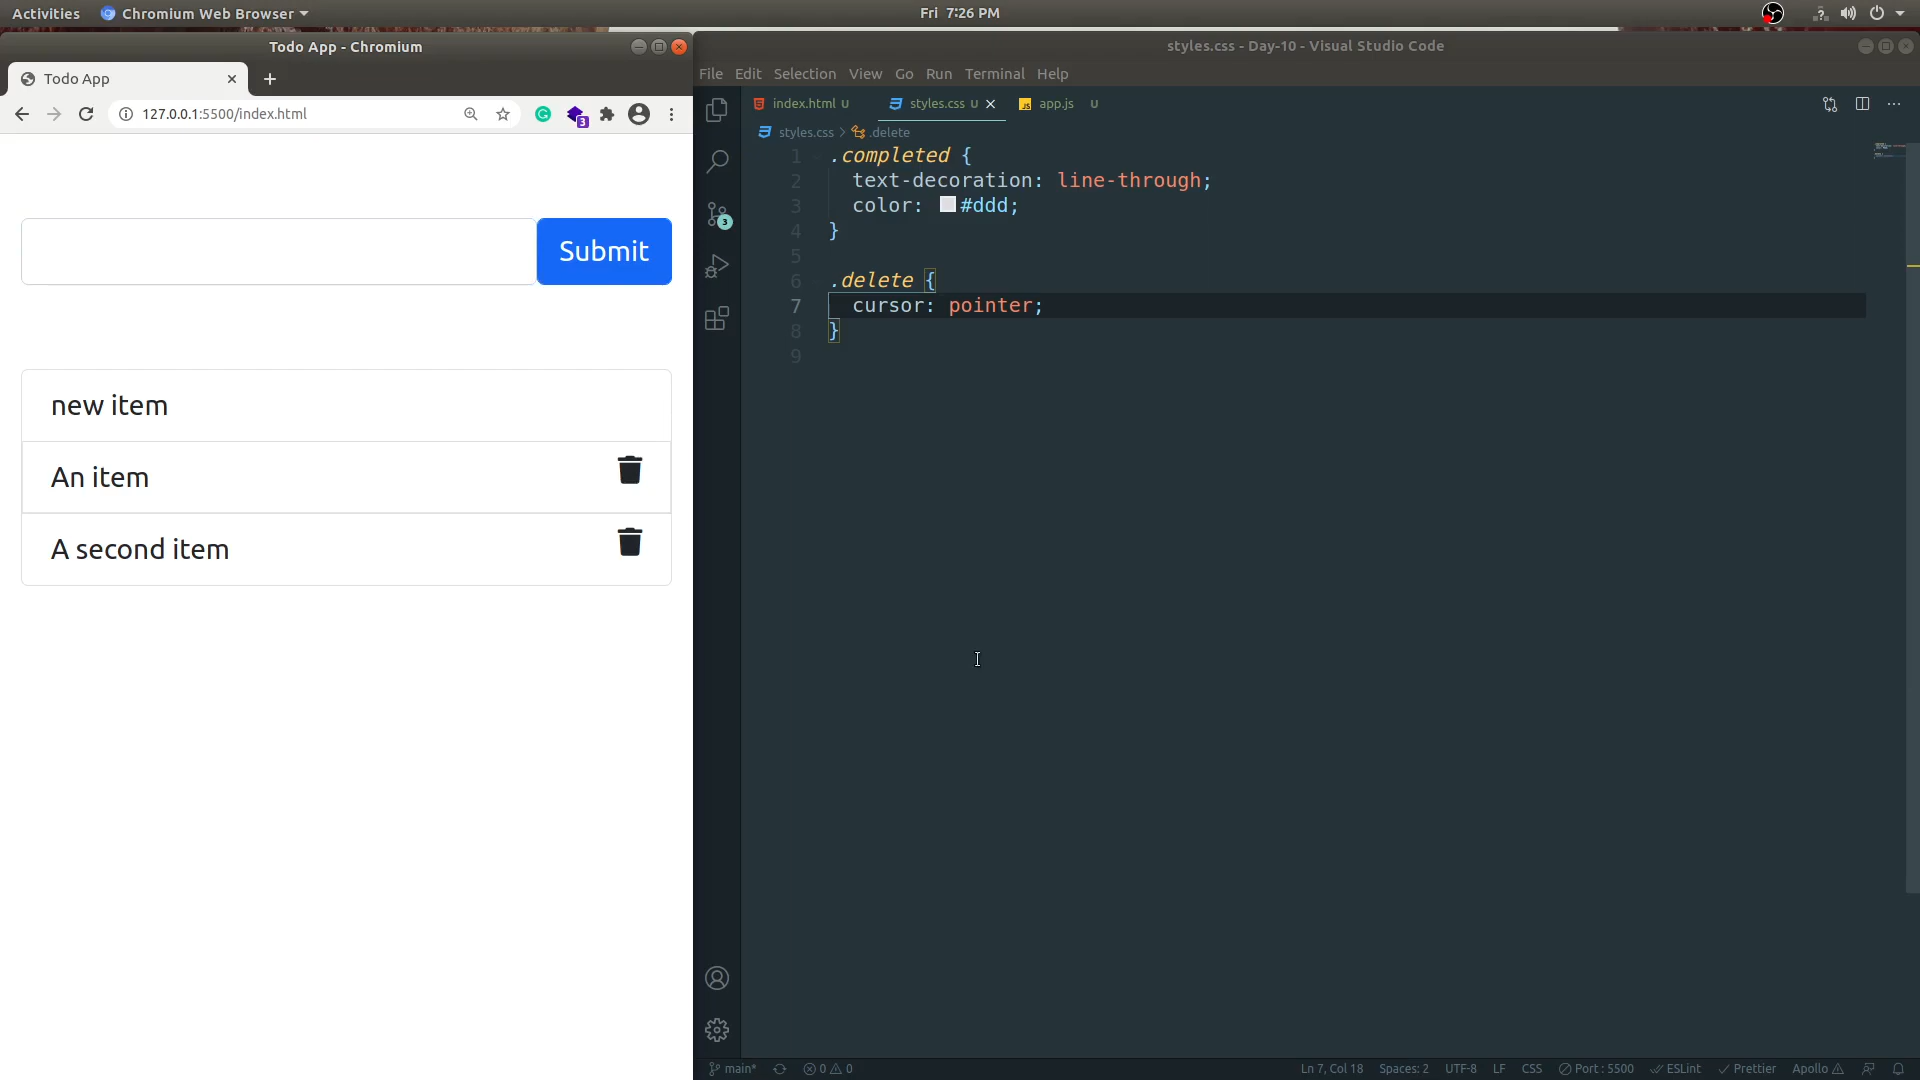 Activities Chromium Web Browser Fri 7:26 PM
Todo App - Chromium
Todo App
127.0.0.1:5500/index.html
3
Submit
new item
An item
A second item
styles.css - Day-10 - Visual Studio Code
File Edit Selection View Go Run Terminal Help
index.html U styles.css U app.js U
styles.css > .delete
3
1 .completed {
2 text-decoration: line-through;
3 color: #ddd;
4 }
5
6 .delete {
7 cursor: pointer;
8 }
9
main* 0 0 Ln 7, Col 18 Spaces: 2 UTF-8 LF CSS Port : 5500 ESLint Prettier Apollo